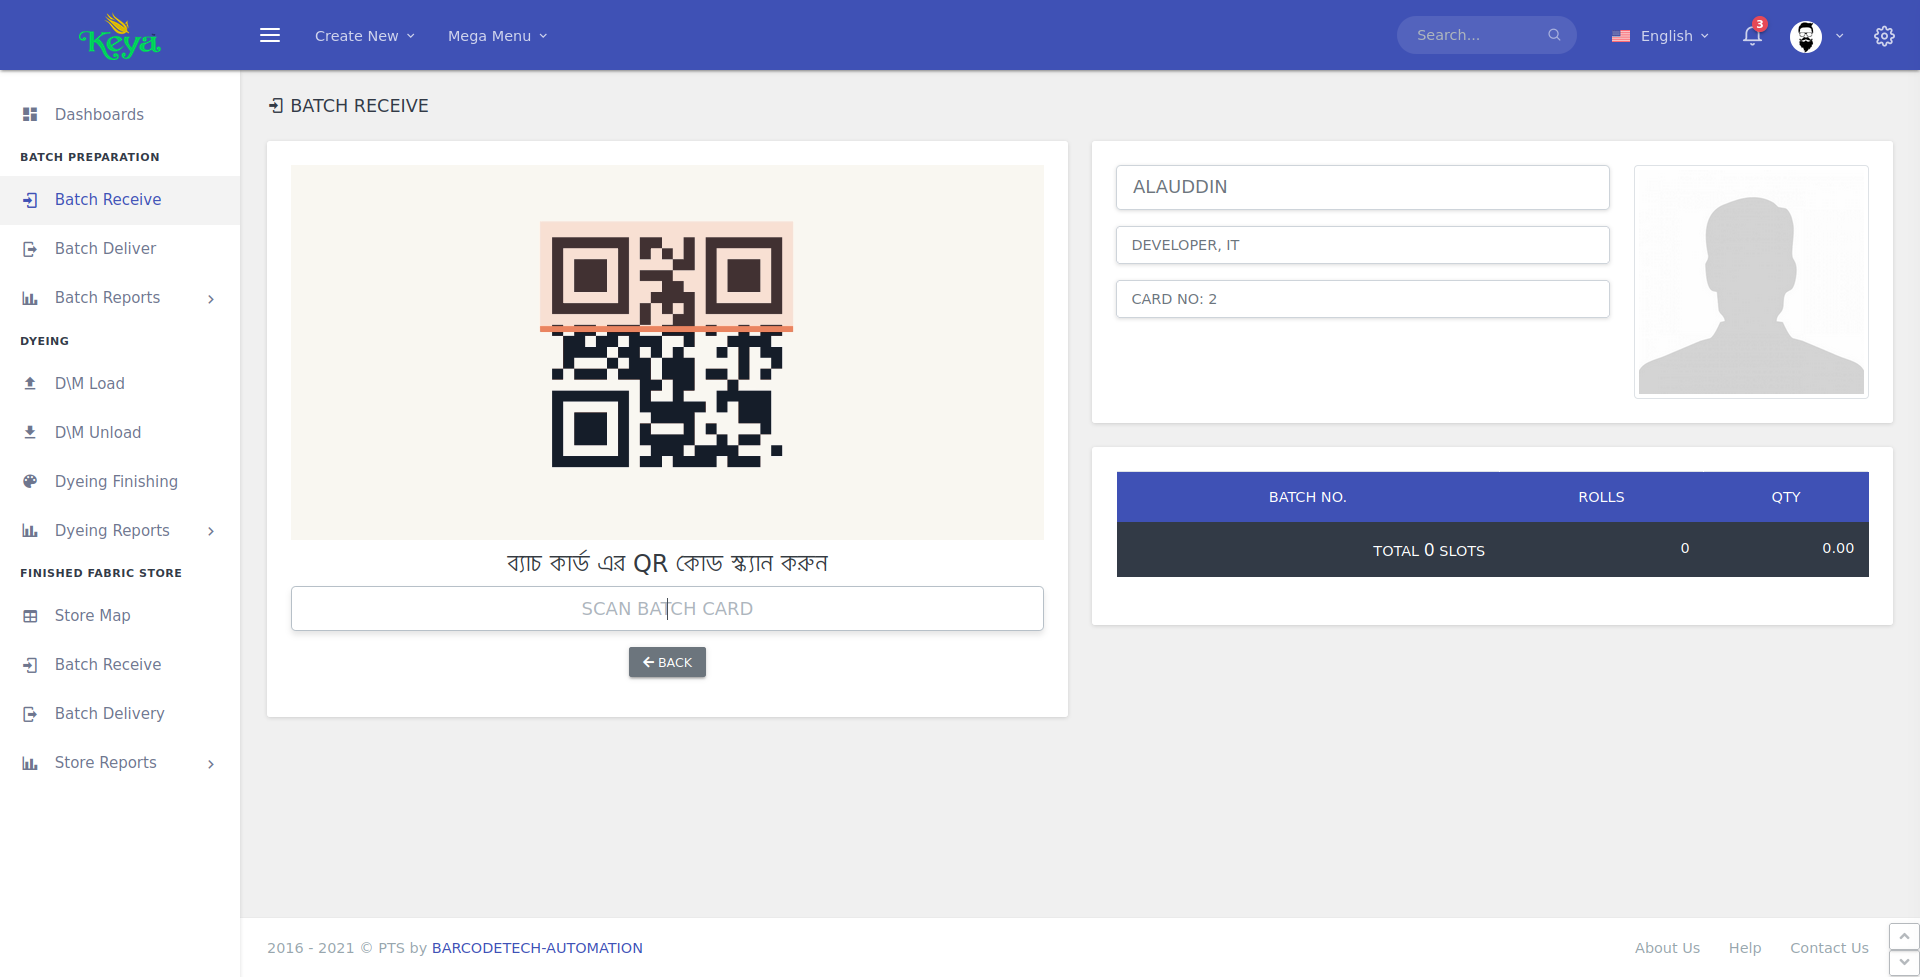 Keya
Create New
Mega Menu
Search...
English
3
Dashboards
BATCH PREPARATION
Batch Receive
Batch Deliver
Batch Reports
DYEING
D\M Load
D\M Unload
Dyeing Finishing
Dyeing Reports
FINISHED FABRIC STORE
Store Map
Batch Receive
Batch Delivery
Store Reports
BATCH RECEIVE
ব্যাচ কার্ড এর QR কোড স্ক্যান করুন
SCAN BATCH CARD
BACK
ALAUDDIN
DEVELOPER, IT
CARD NO: 2
BATCH NO. ROLLS QTY
TOTAL 0 SLOTS 0 0.00
2016 - 2021 © PTS by BARCODETECH-AUTOMATION
About Us Help Contact Us